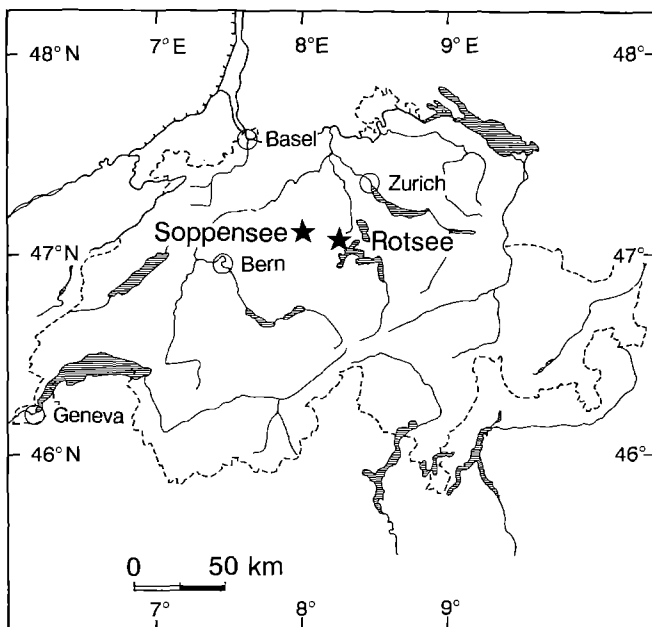 7° E 8° E 9° E
48° N 48°
Basel
Zurich
Soppensee Rotsee
47° N 47°
Bern
Geneva
46° N 46°
0 50 km
7° 8° 9°